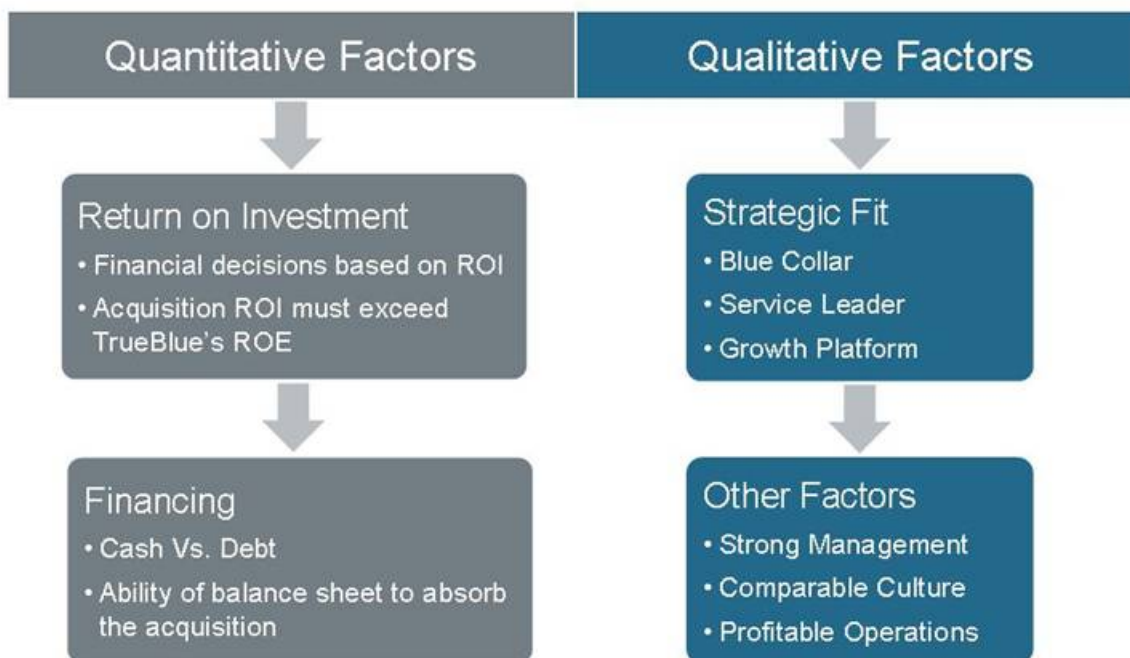 Quantitative Factors
Return on Investment
• Financial decisions based on ROI
• Acquisition ROI must exceed
TrueBlue's ROE
Financing
• Cash Vs. Debt
• Ability of balance sheet to absorb
the acquisition
Qualitative Factors
Strategic Fit
• Blue Collar
• Service Leader
• Growth Platform
Other Factors
• Strong Management
• Comparable Culture
• Profitable Operations